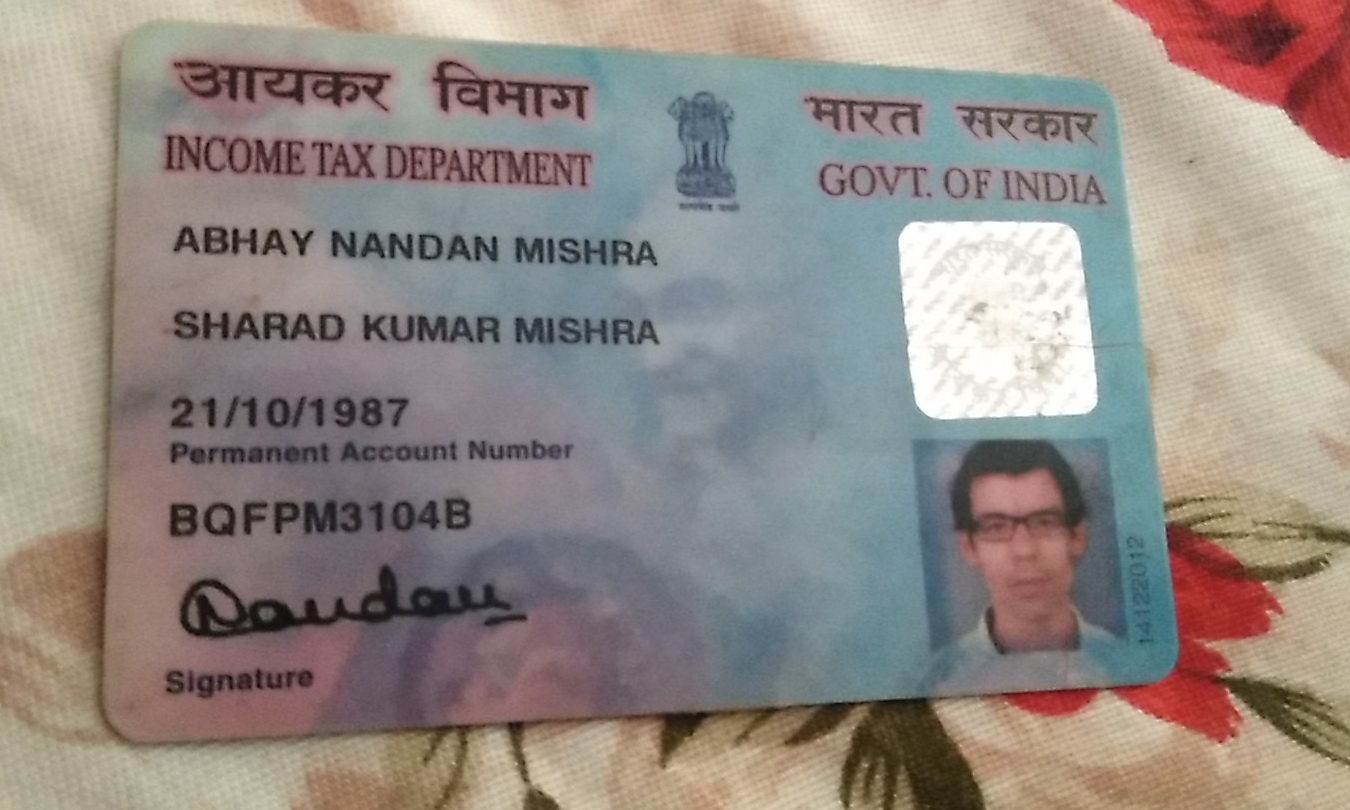 आयकर विभाग
INCOME TAX DEPARTMENT
भारत सरकार
GOVT. OF INDIA
ABHAY NANDAN MISHRA
SHARAD KUMAR MISHRA
21/10/1987
Permanent Account Number
BQFPM3104B
Signature
14122012